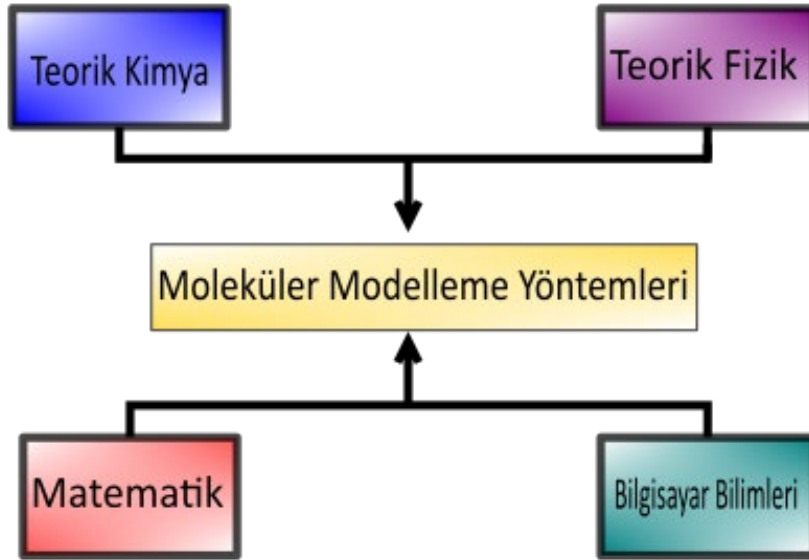 Teorik Kimya
Teorik Fizik
Moleküler Modelleme Yöntemleri
Matematik
Bilgisayar Bilimleri